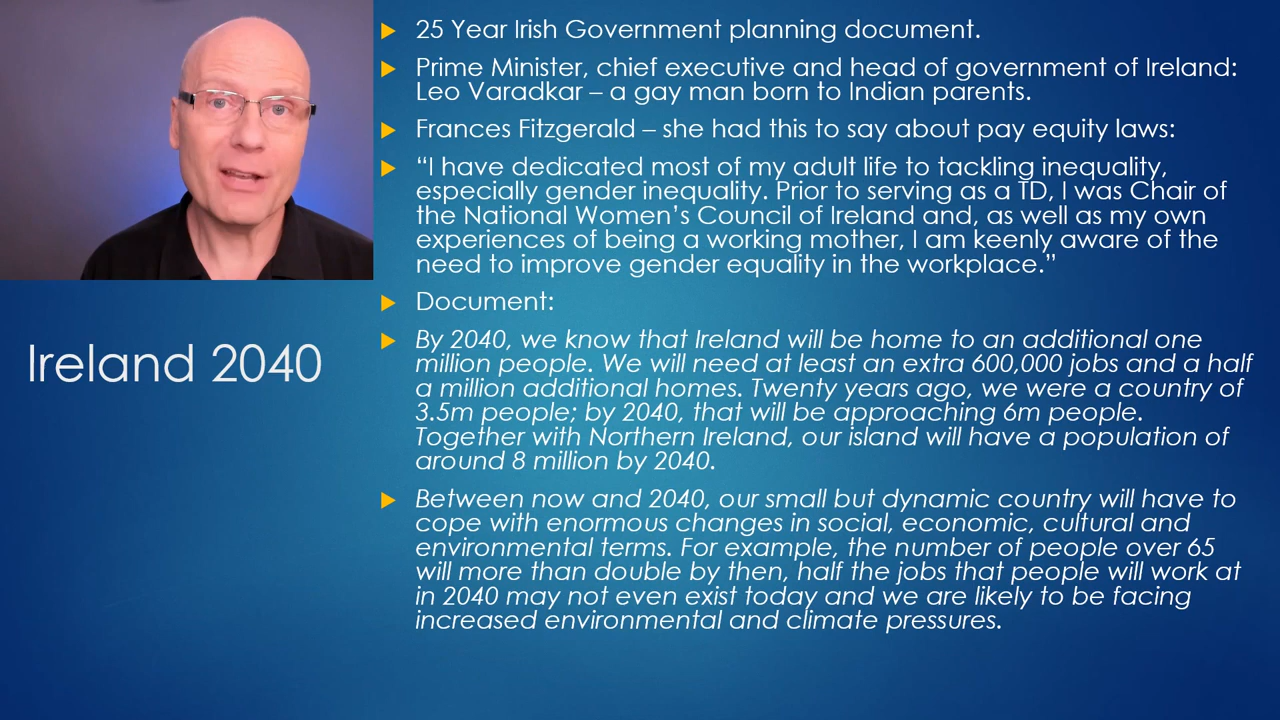 25 Year Irish Government planning document.
Prime Minister, chief executive and head of government of Ireland:
Leo Varadkar – a gay man born to Indian parents.
Frances Fitzgerald – she had this to say about pay equity laws:
“I have dedicated most of my adult life to tackling inequality,
especially gender inequality. Prior to serving as a TD, I was Chair of
the National Women’s Council of Ireland and, as well as my own
experiences of being a working mother, I am keenly aware of the
need to improve gender equality in the workplace.”
Document:
Ireland 2040
By 2040, we know that Ireland will be home to an additional one
million people. We will need at least an extra 600,000 jobs and a half
a million additional homes. Twenty years ago, we were a country of
3.5m people; by 2040, that will be approaching 6m people.
Together with Northern Ireland, our island will have a population of
around 8 million by 2040.
Between now and 2040, our small but dynamic country will have to
cope with enormous changes in social, economic, cultural and
environmental terms. For example, the number of people over 65
will more than double by then, half the jobs that people will work at
in 2040 may not even exist today and we are likely to be facing
increased environmental and climate pressures.